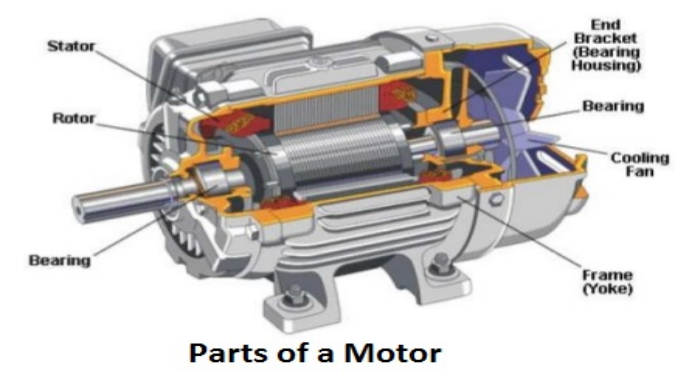 Stator
Rotor
Bearing
End
Bracket
(Bearing
Housing)
Bearing
Cooling
Fan
Frame
(Yoke)
Parts of a Motor